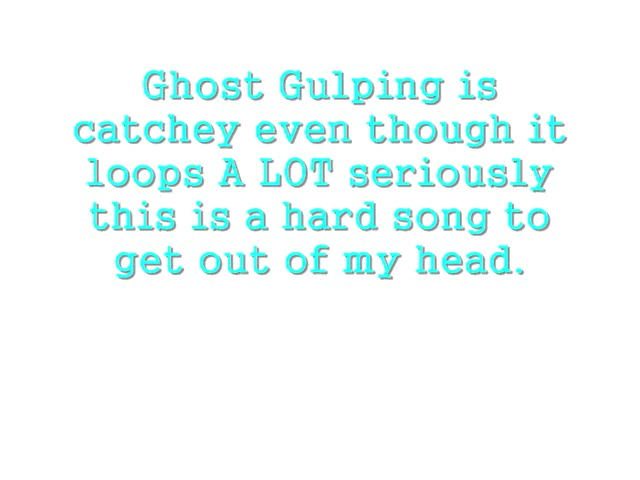 Ghost Gulping is
catchey even though it
loops A LOT seriously
this is a hard song to
get out of my head.